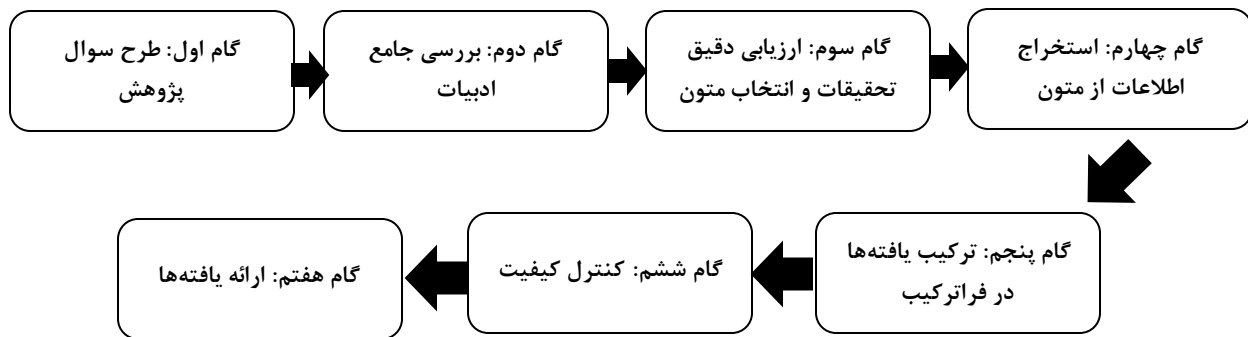 گام اول: طرح سوال
پژوهش
گام دوم: بررسی جامع
ادبیات
گام سوم: ارزیابی دقیق
تحقیقات و انتخاب متون
گام چهارم: استخراج
اطلاعات از متون
گام پنجم: ترکیب یافته‌ها
در فراترکیب
گام ششم: کنترل کیفیت
گام هفتم: ارائه یافته‌ها